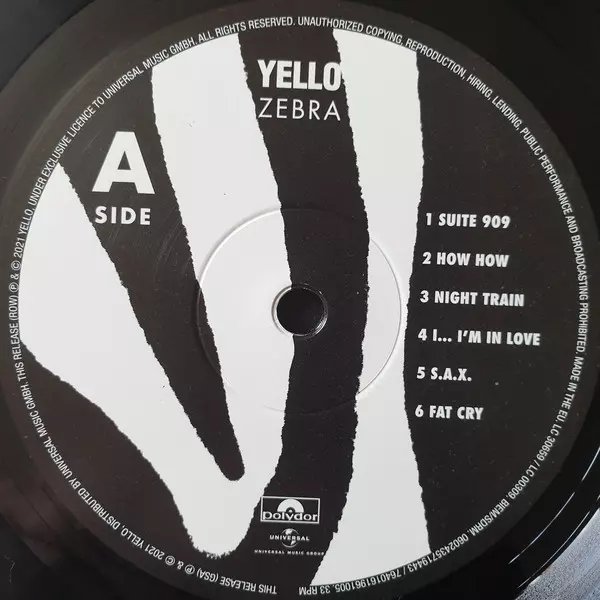 YELLO
ZEBRA
A
SIDE
1 SUITE 909
2 HOW HOW
3 NIGHT TRAIN
4 I... I'M IN LOVE
5 S.A.X.
6 FAT CRY
polydor
UNIVERSAL
UNIVERSAL MUSIC GROUP
THIS RELEASE (GSA) ℗ & © 2021 YELLO. DISTRIBUTED BY UNIVERSAL MUSIC GMBH. THIS RELEASE (ROW) ℗ & © 2021 YELLO. UNDER EXCLUSIVE LICENCE TO UNIVERSAL MUSIC GMBH. ALL RIGHTS RESERVED. UNAUTHORIZED COPYING, REPRODUCTION, HIRING, LENDING, PUBLIC PERFORMANCE AND BROADCASTING PROHIBITED. MADE IN THE EU. LC 30659 / LC 00309. BIEM/SDRM. 0602435719443 / 7640161961005. 33 RPM